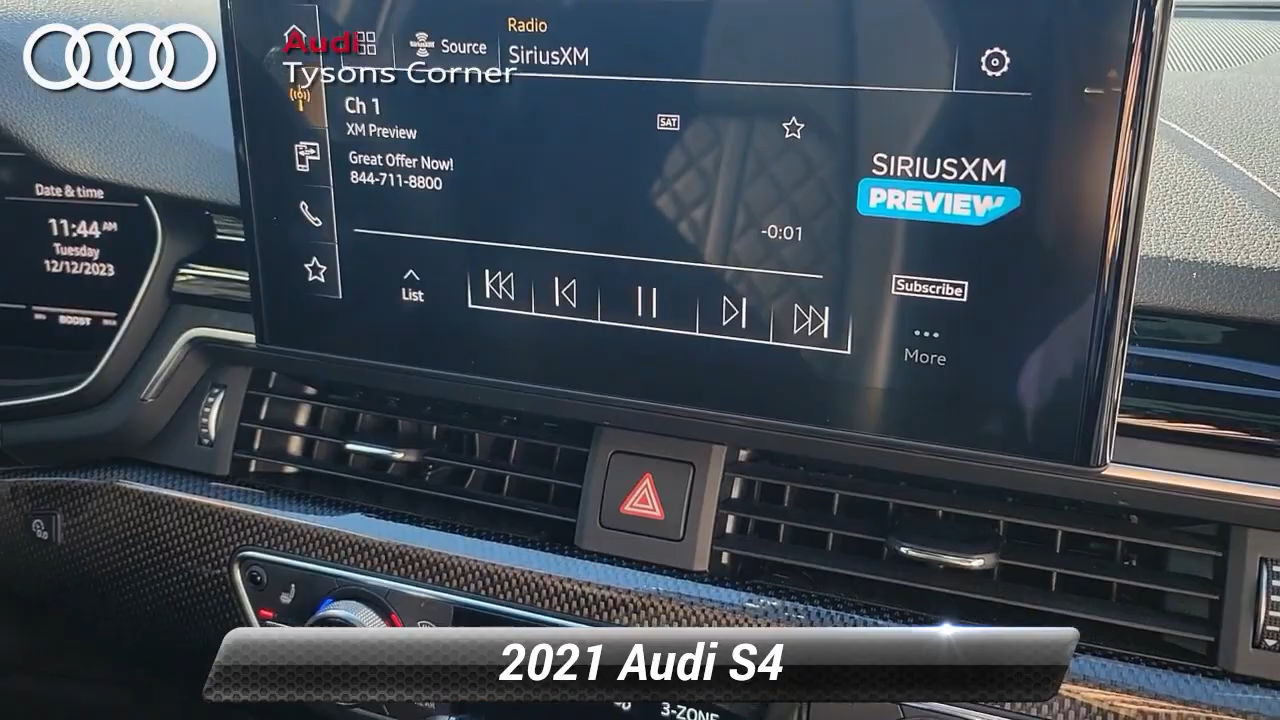 Audi
Tysons Corner
Source
Radio
SiriusXM
SiriusXM
Ch 1
XM Preview
Great Offer Now!
844-711-8800
SAT
SIRIUSXM
PREVIEW
-0:01
List
Subscribe
More
Date & time
11:44 AM
Tuesday
12/12/2023
BOOST
2021 Audi S4
3-ZONE